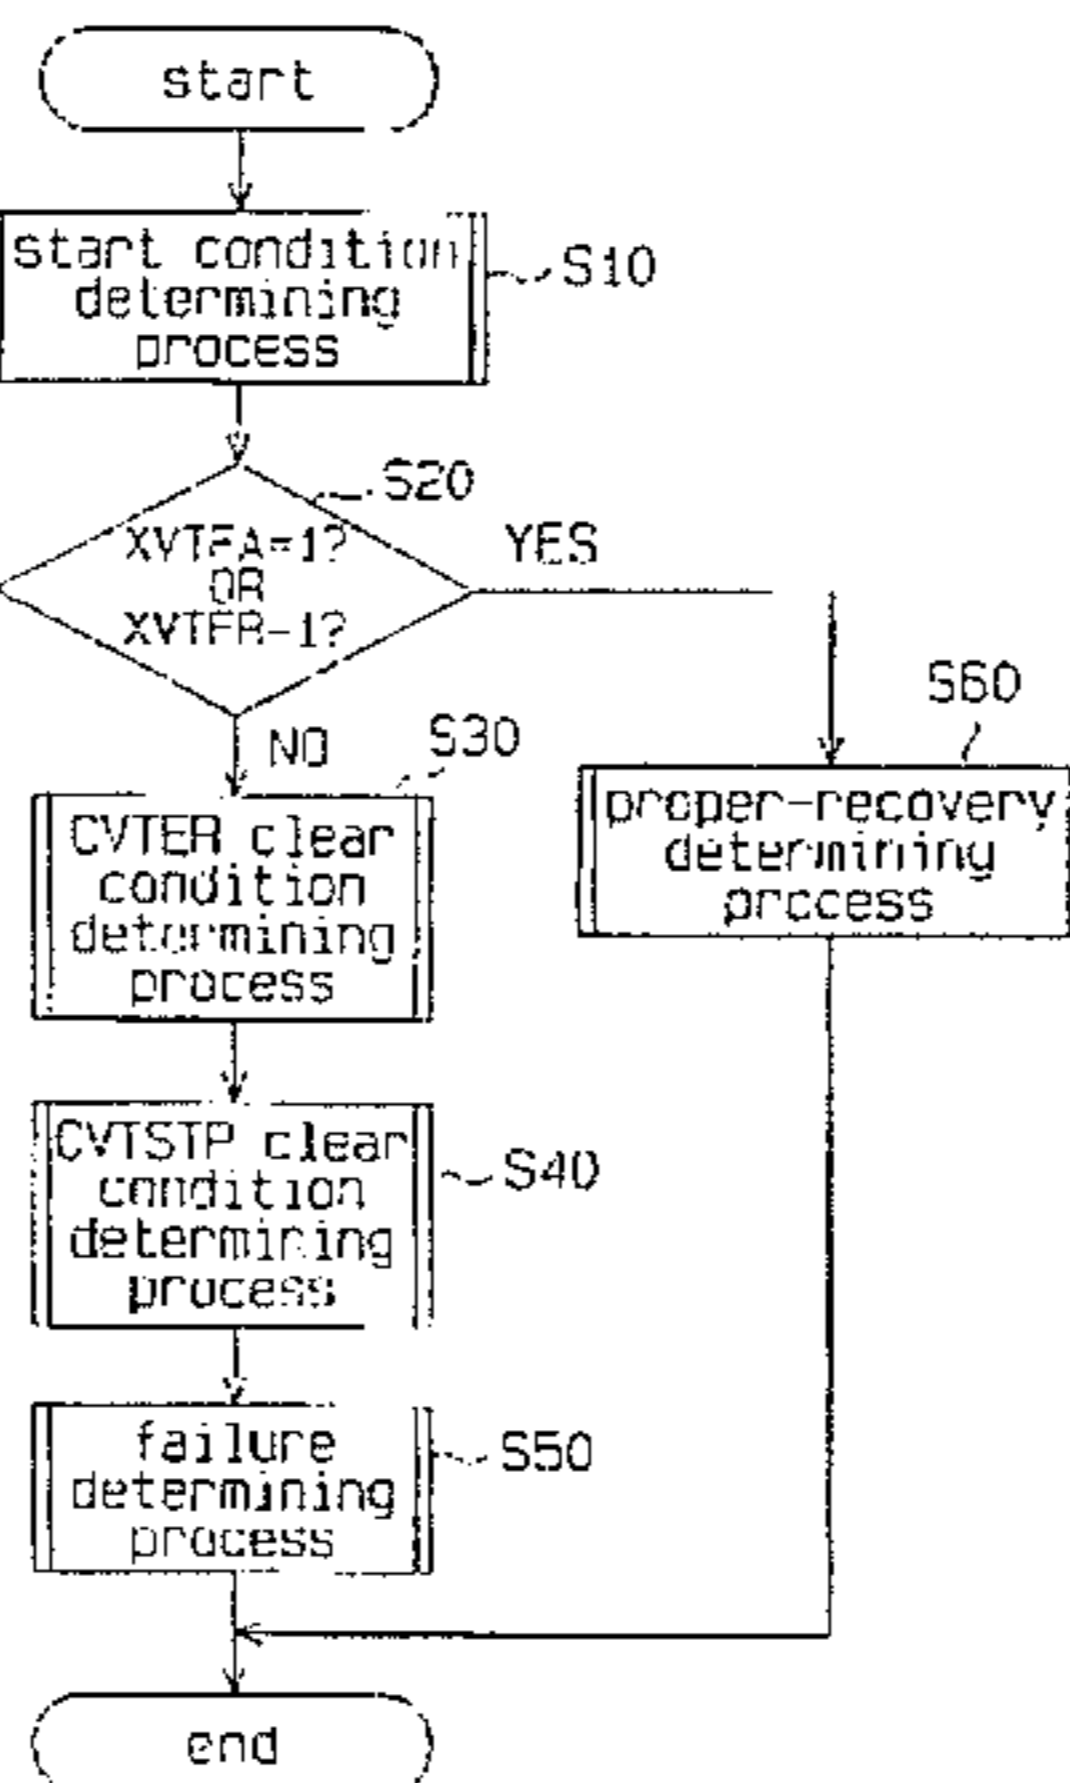 start
start condition
determining
process
S10
S20
XVTFA=1?
OR
XVTFR=1?
YES
NO
S30
S60
CVTER clear
condition
determining
process
proper-recovery
determining
process
CVTSTP clear
condition
determining
process
S40
failure
determining
process
S50
end